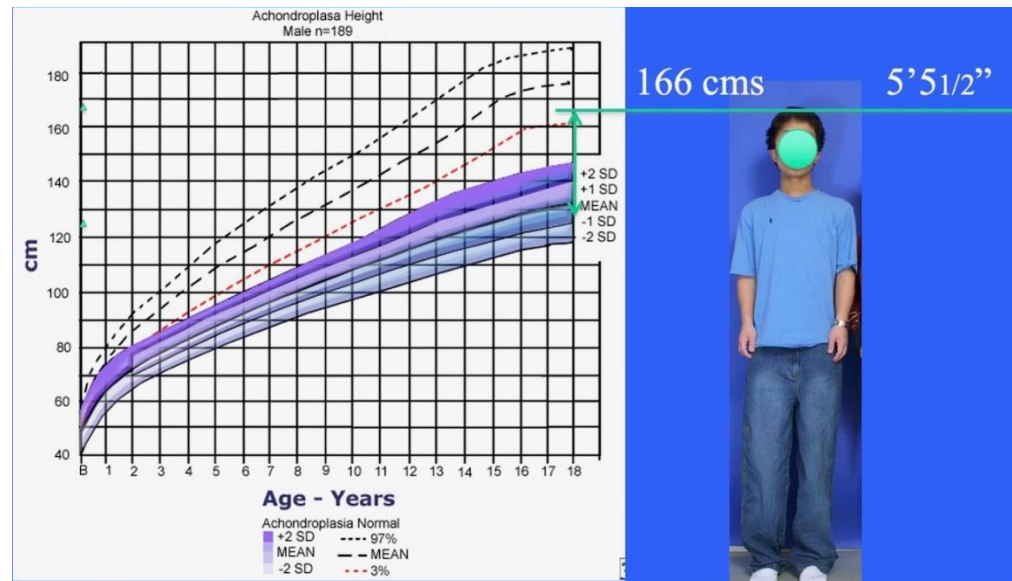 Achondroplasa Height
Male n=189
166 cms
5'51/2"
180
160
140
120
100
80
60
40
cm
+2 SD
+1 SD
MEAN
-1 SD
-2 SD
B 1 2 3 4 5 6 7 8 9 10 11 12 13 14 15 16 17 18
Age - Years
Achondroplasia Normal
+2 SD 97%
MEAN MEAN
-2 SD 3%